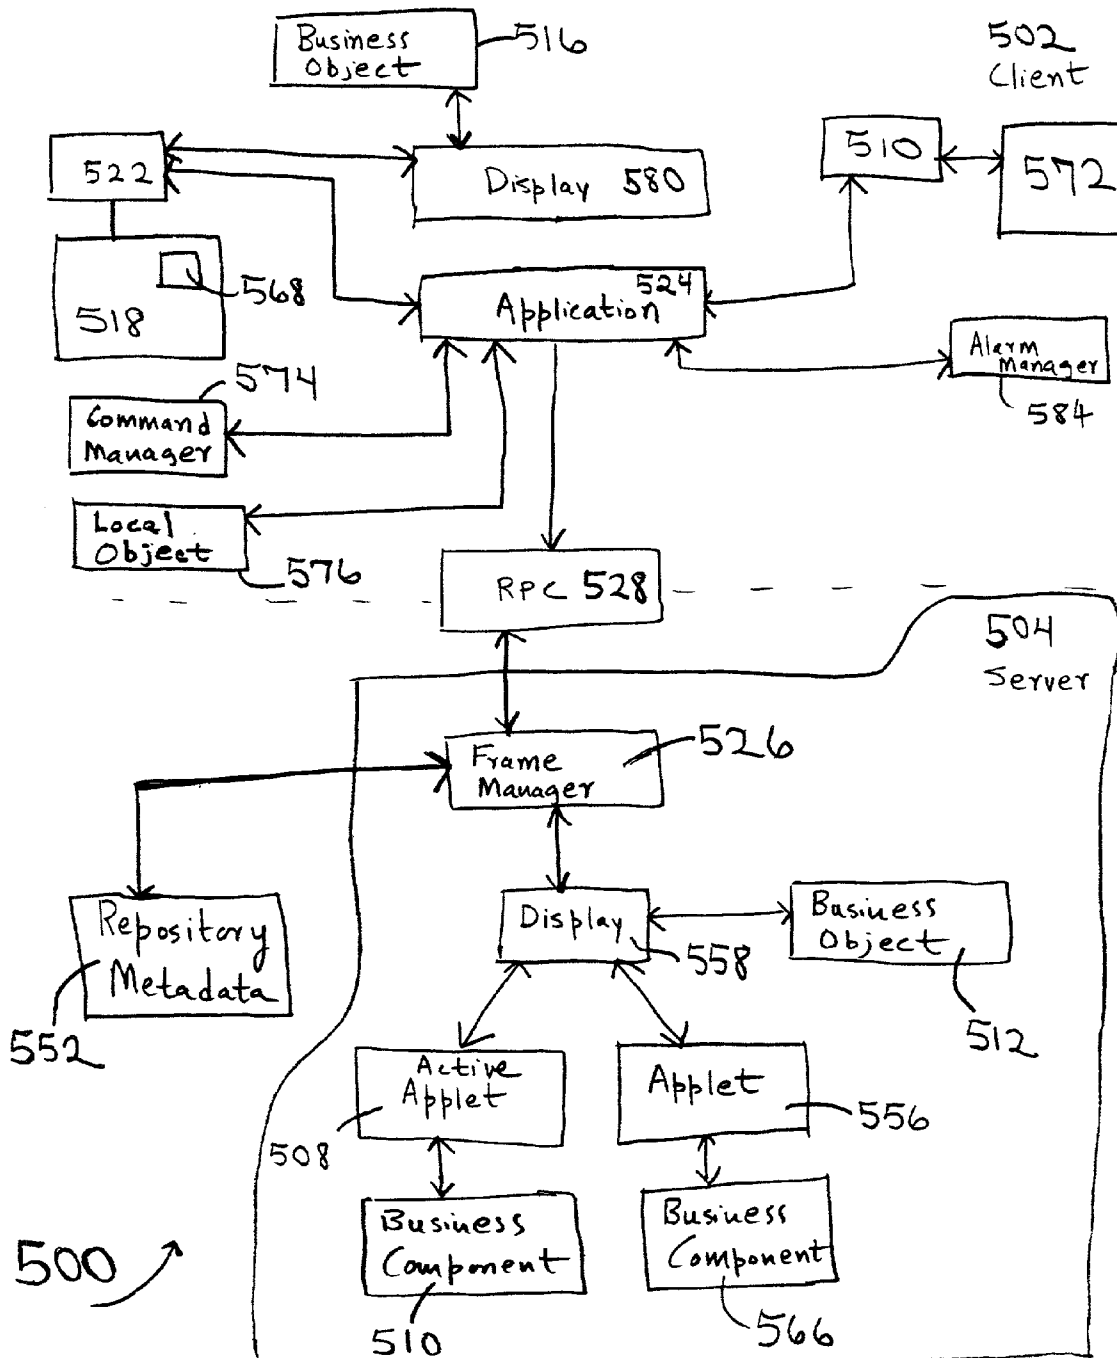 Business
Object
516
502
Client
522
Display 580
510
572
568
518
524
Application
Alarm
Manager
584
574
Command
Manager
Local
Object
576
RPC 528
504
Server
Frame
Manager
526
Repository
Metadata
552
Display
558
Business
Object
512
Active
Applet
508
Applet
556
Business
Component
510
Business
Component
566
500